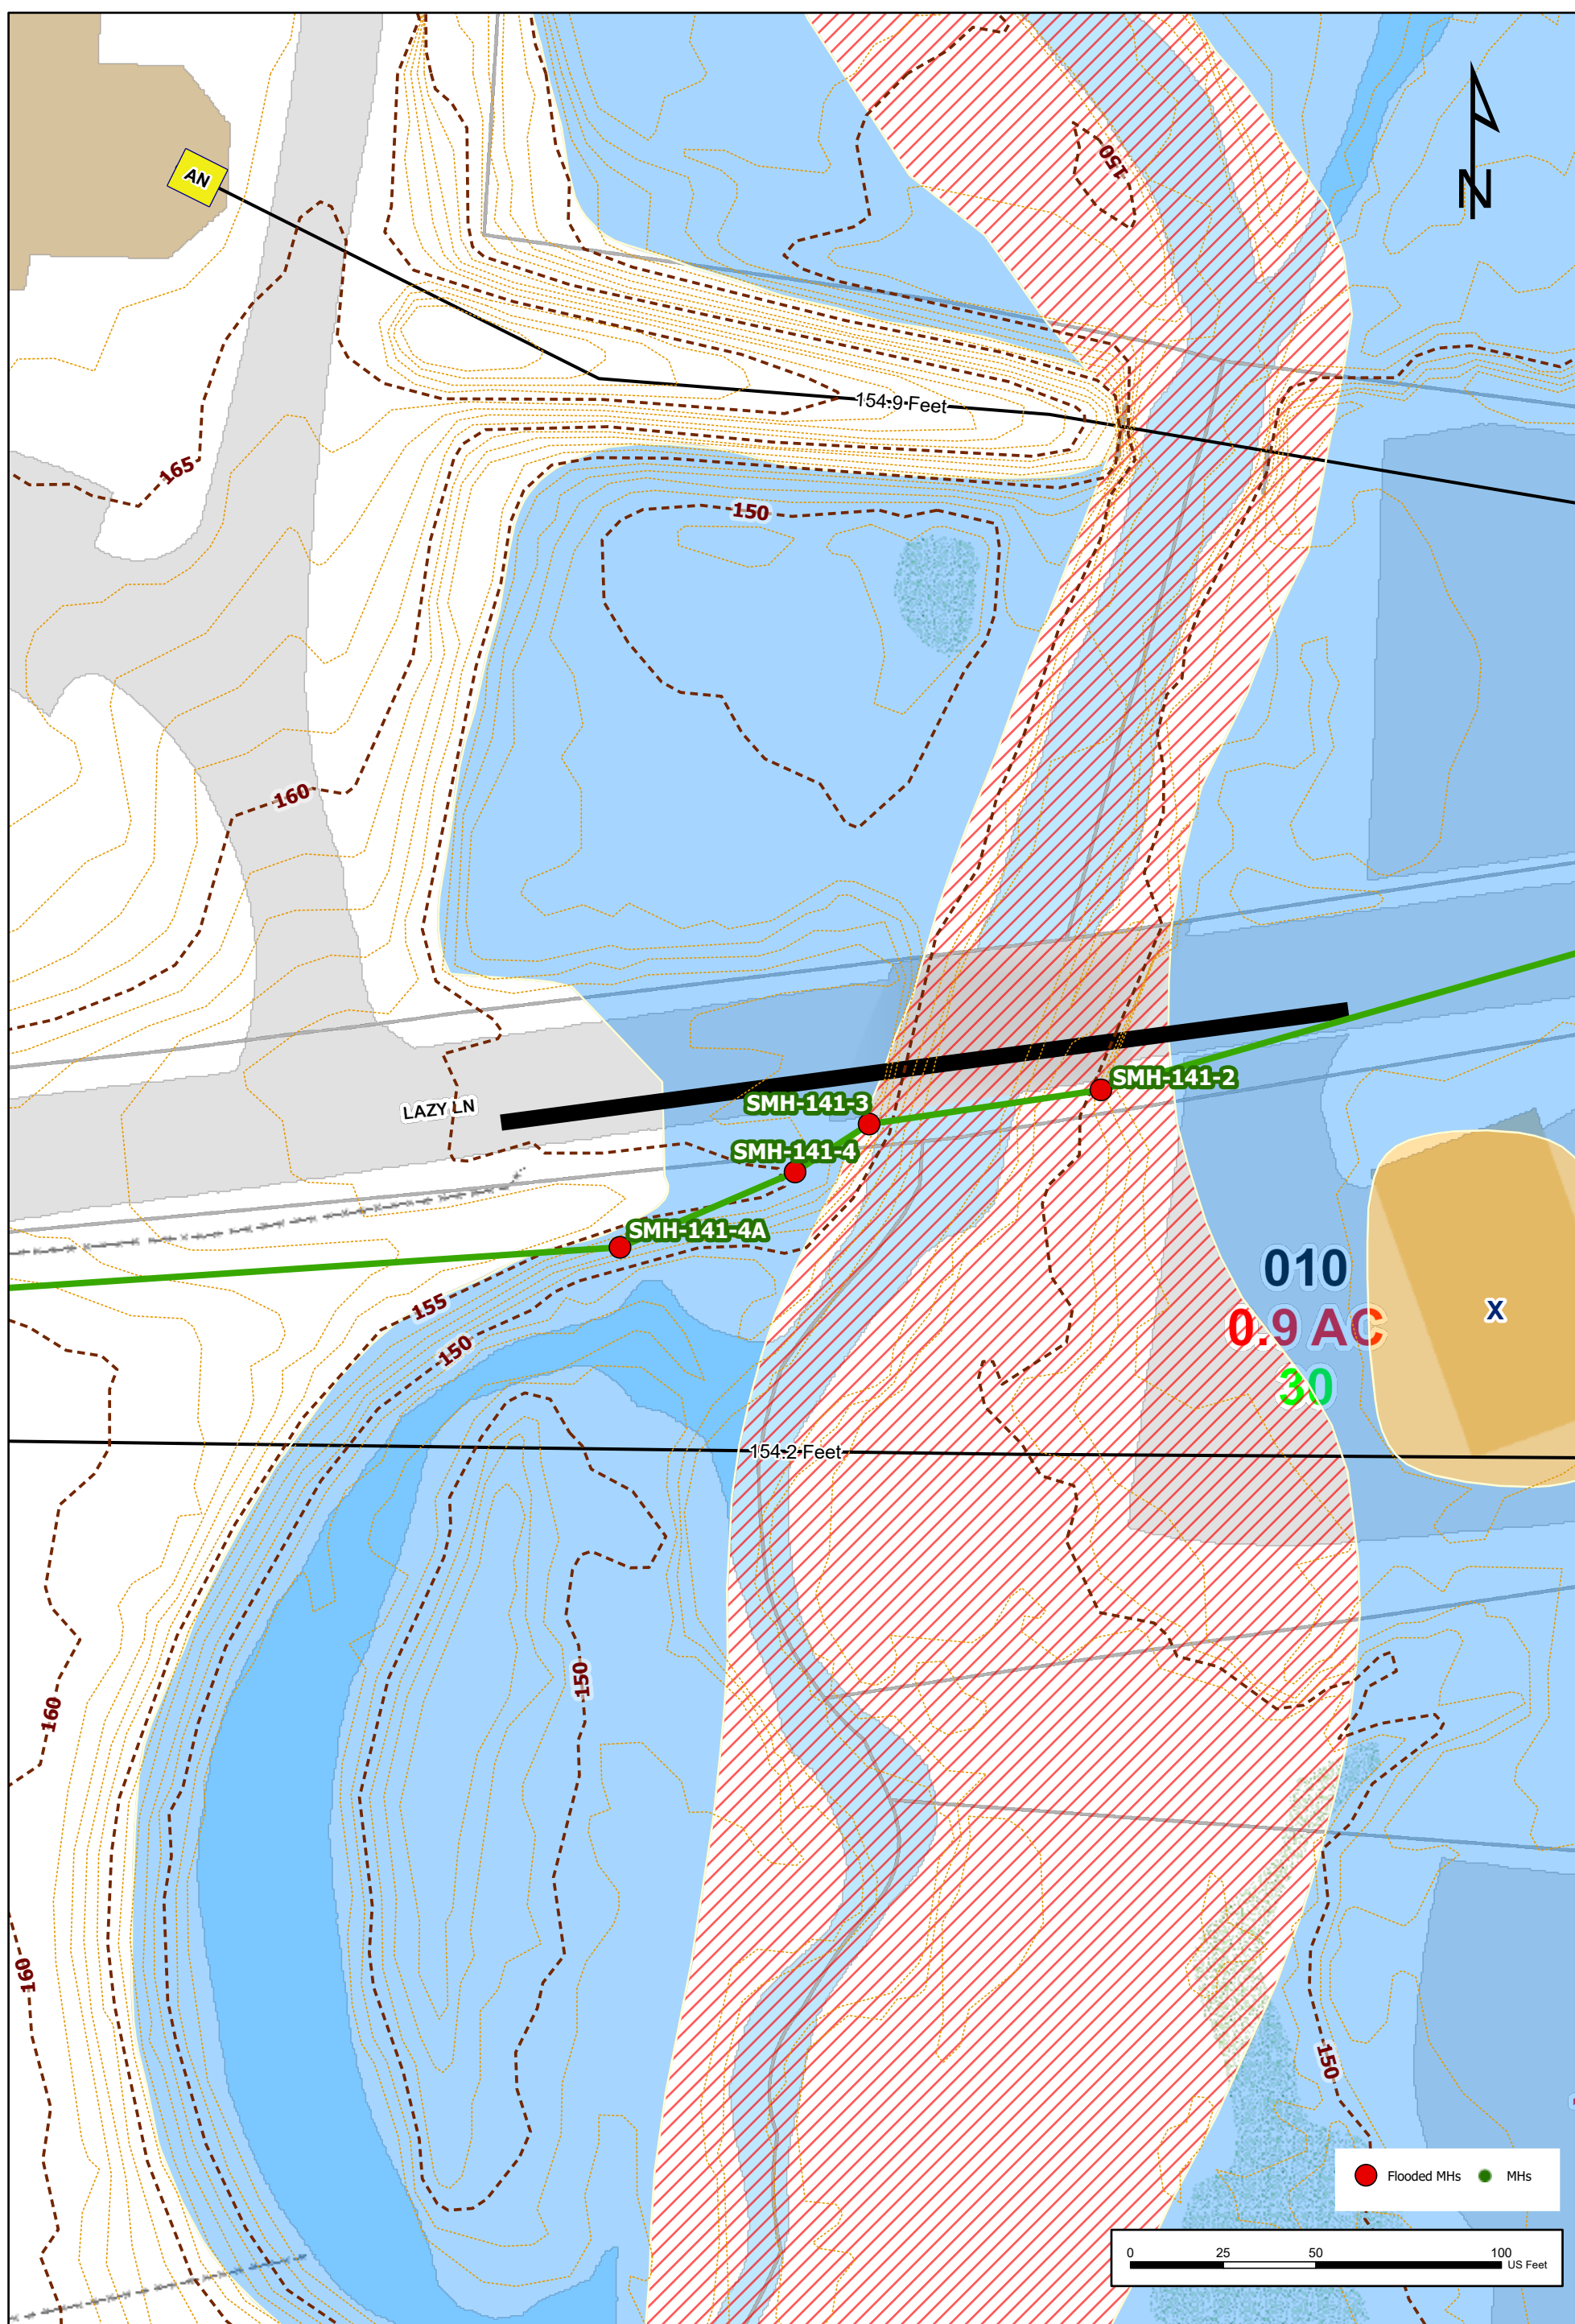 AN
N
150
154.9 Feet
165
150
160
SMH-141-2
SMH-141-3
LAZY LN
SMH-141-4
SMH-141-4A
010
0.9 AC
30
X
155
150
154.2 Feet
150
160
160
150
Flooded MHs
MHs
0 25 50 100
US Feet